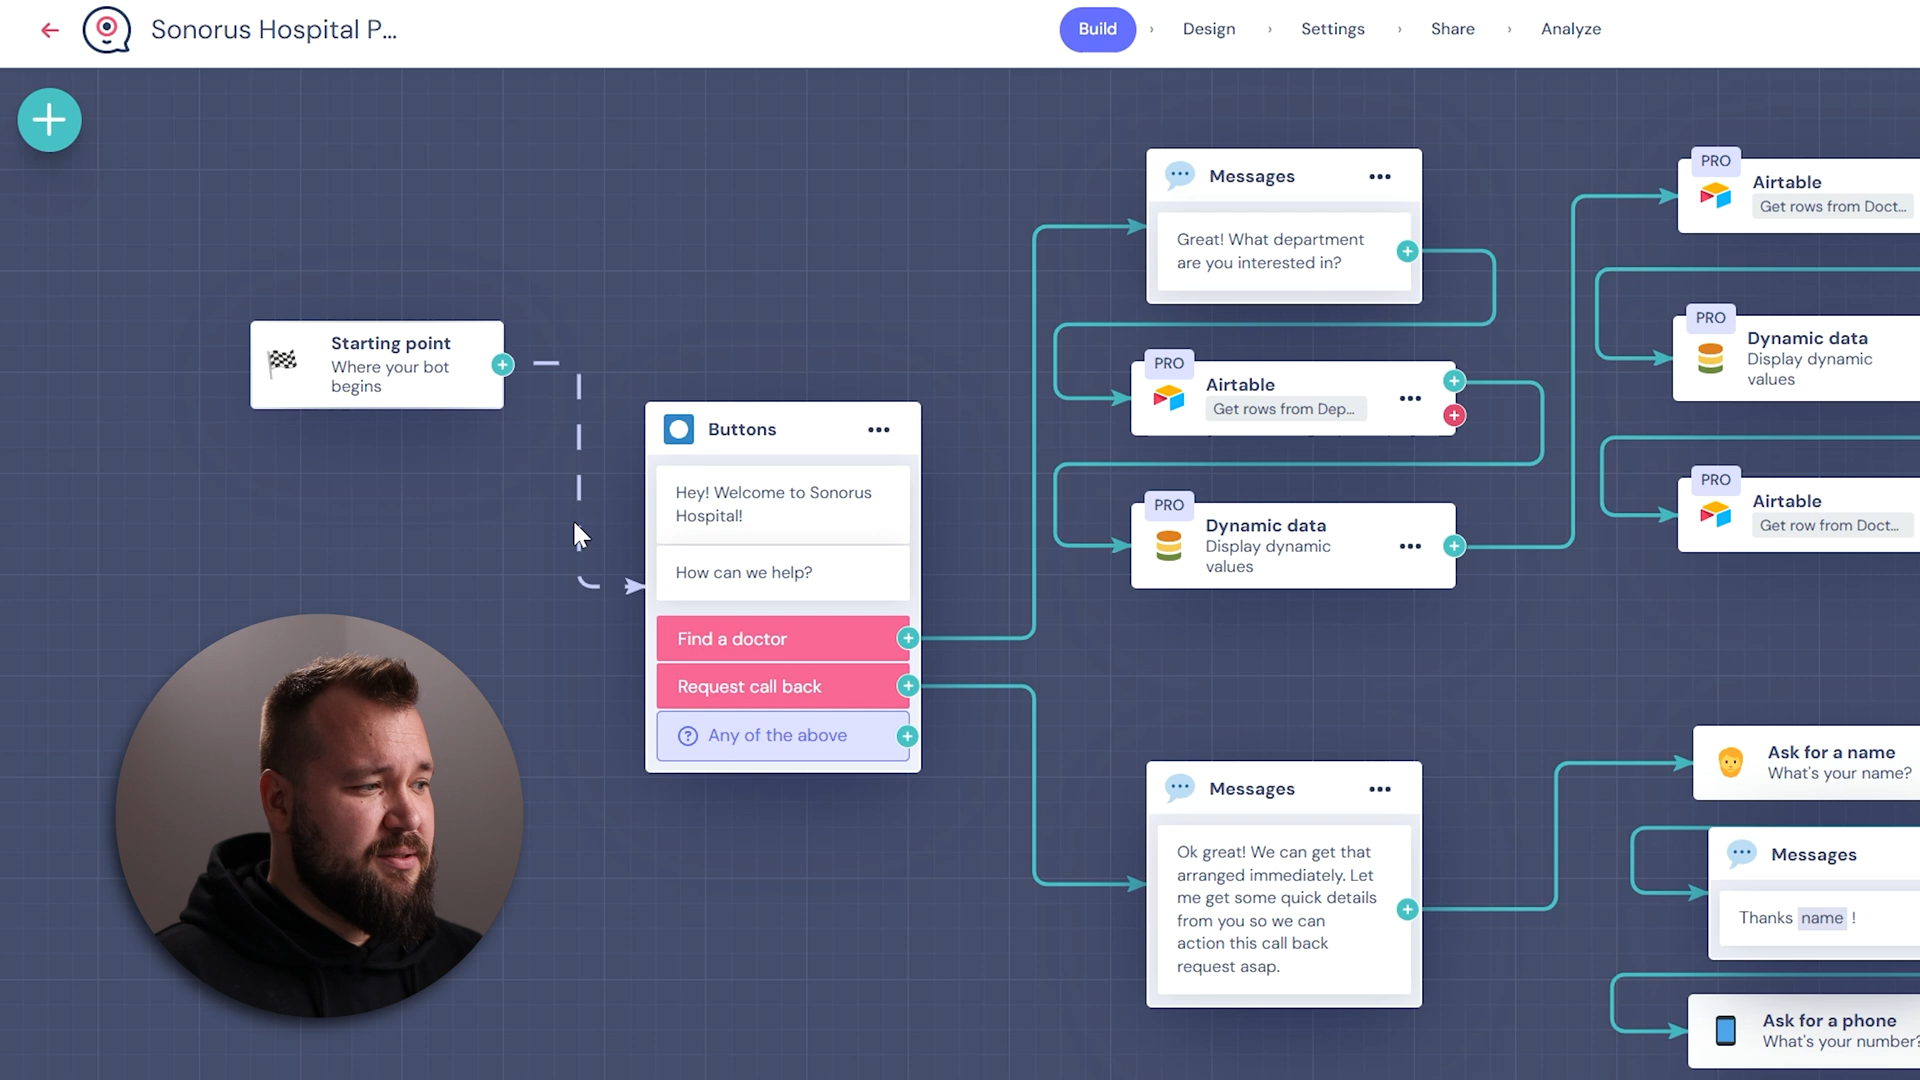 Sonorus Hospital P...
Build
Design
Settings
Share
Analyze
Starting point
Where your bot
begins
Buttons
Hey! Welcome to Sonorus
Hospital!
How can we help?
Find a doctor
Request call back
Any of the above
Messages
Great! What department
are you interested in?
PRO
Airtable
Get rows from Dep...
PRO
Dynamic data
Display dynamic
values
Messages
Ok great! We can get that
arranged immediately. Let
me get some quick details
from you so we can
action this call back
request asap.
PRO
Airtable
Get rows from Doct...
PRO
Dynamic data
Display dynamic
values
PRO
Airtable
Get row from Doct...
Ask for a name
What's your name?
Messages
Thanks name !
Ask for a phone
What's your number?